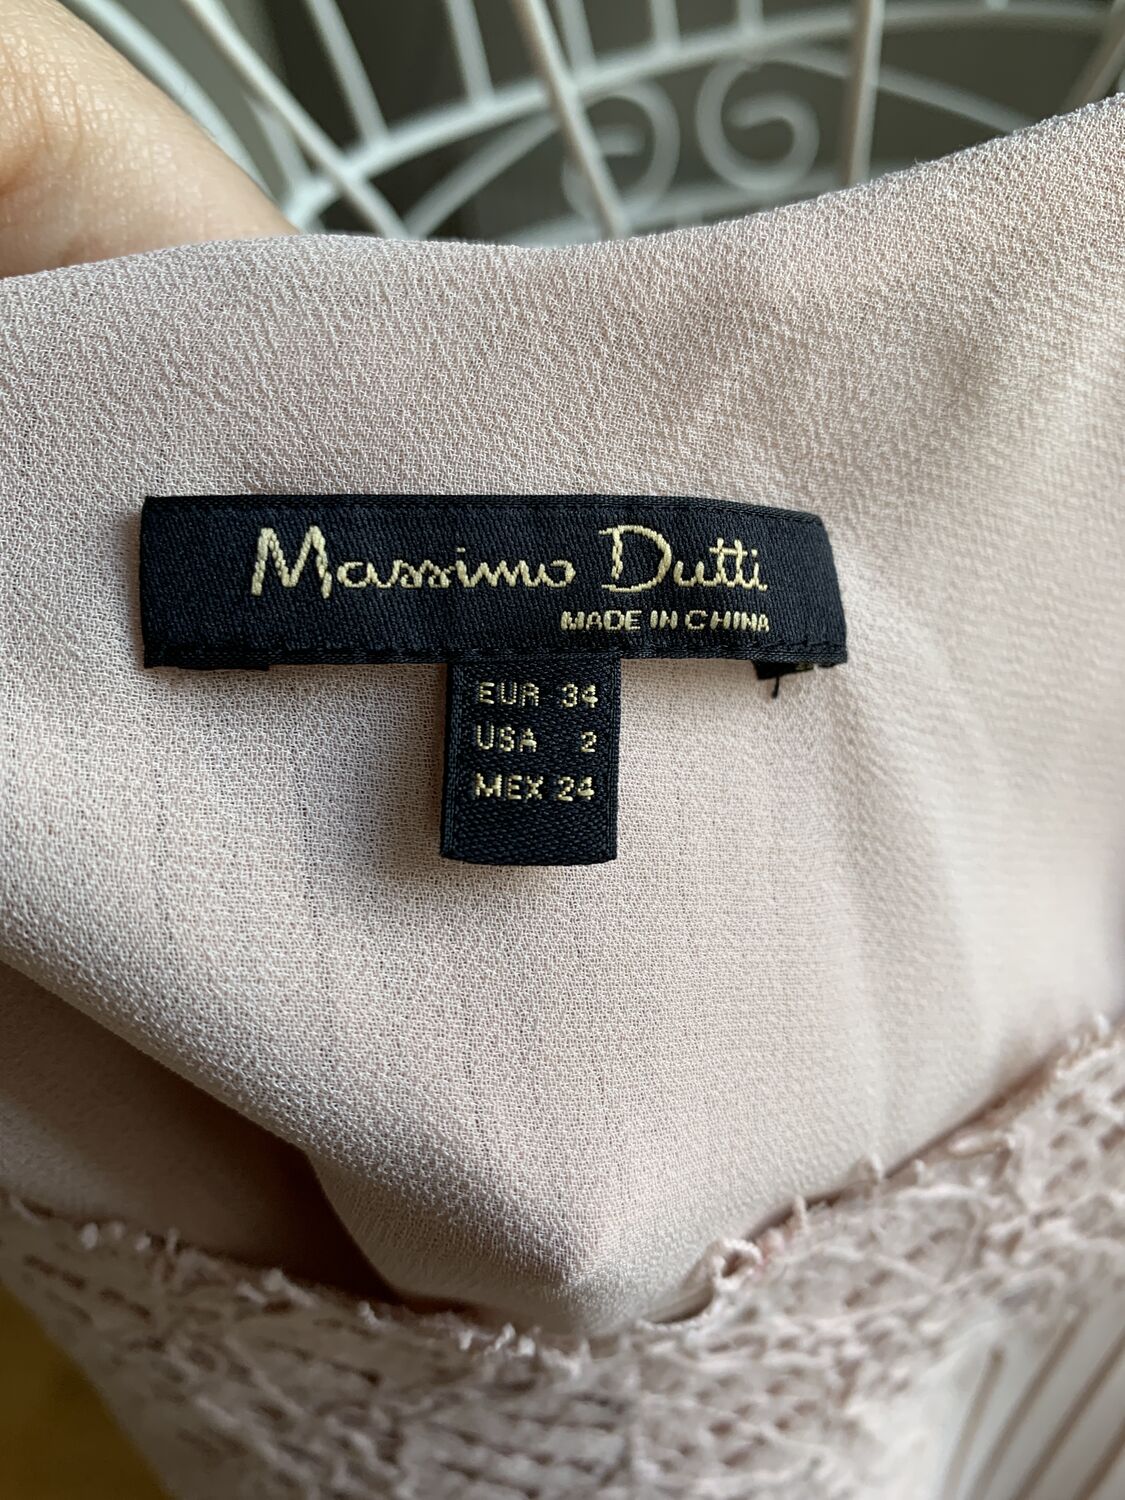 Massimo Dutti
MADE IN CHINA
EUR 34
USA 2
MEX 24